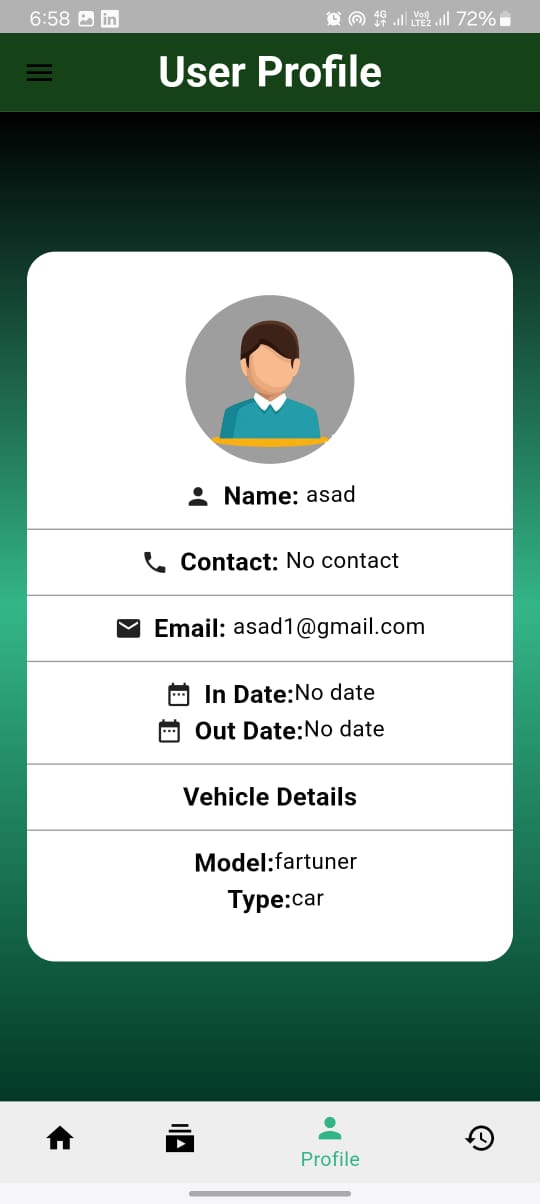 6:58 4G Vo) LTE2 72%
User Profile
Name: asad
Contact: No contact
Email: asad1@gmail.com
In Date:No date
Out Date:No date
Vehicle Details
Model:fartuner
Type:car
Profile